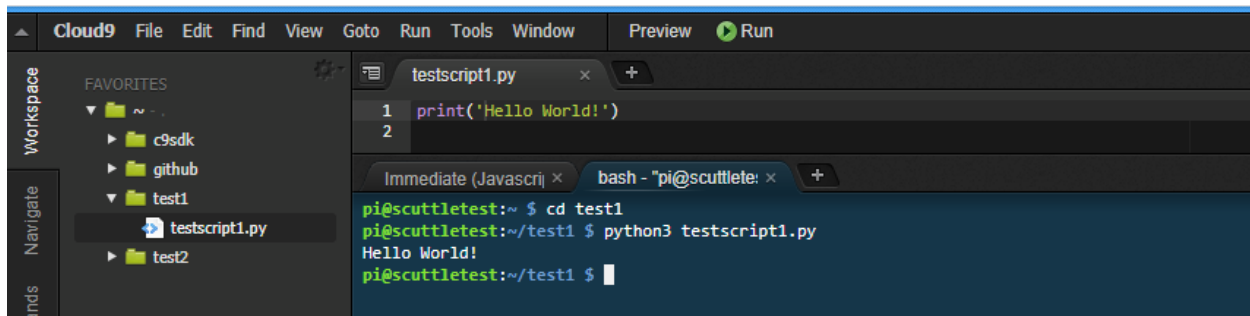 Cloud9 File Edit Find View Goto Run Tools Window Preview Run
Workspace
Navigate
FAVORITES
~
c9sdk
github
test1
testscript1.py
test2
testscript1.py × +
1 print('Hello World!')
2
Immediate (Javascri × bash - "pi@scuttlete: × +
pi@scuttletest:~ $ cd test1
pi@scuttletest:~/test1 $ python3 testscript1.py
Hello World!
pi@scuttletest:~/test1 $